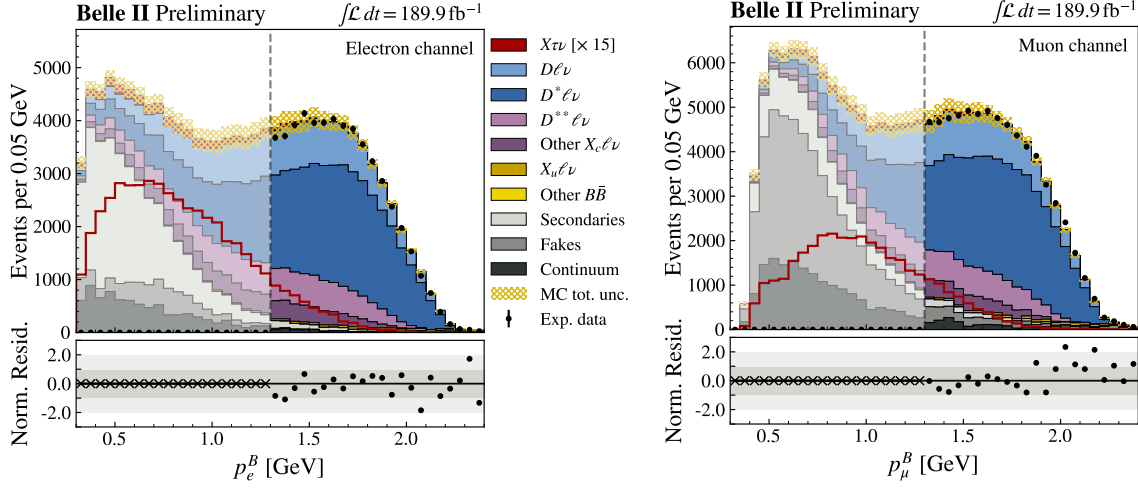 Belle II Preliminary
∫ℒ dt = 189.9 fb⁻¹
Electron channel
Events per 0.05 GeV
5000
4000
3000
2000
1000
0
Norm. Resid.
2.0
0.0
-2.0
0.5
1.0
1.5
2.0
p_e^B [GeV]
Xτν [× 15]
Dℓν
D*ℓν
D**ℓν
Other X_cℓν
X_uℓν
Other BB̄
Secondaries
Fakes
Continuum
MC tot. unc.
Exp. data
Belle II Preliminary
∫ℒ dt = 189.9 fb⁻¹
Muon channel
Events per 0.05 GeV
6000
5000
4000
3000
2000
1000
0
Norm. Resid.
2.0
0.0
-2.0
0.5
1.0
1.5
2.0
p_μ^B [GeV]